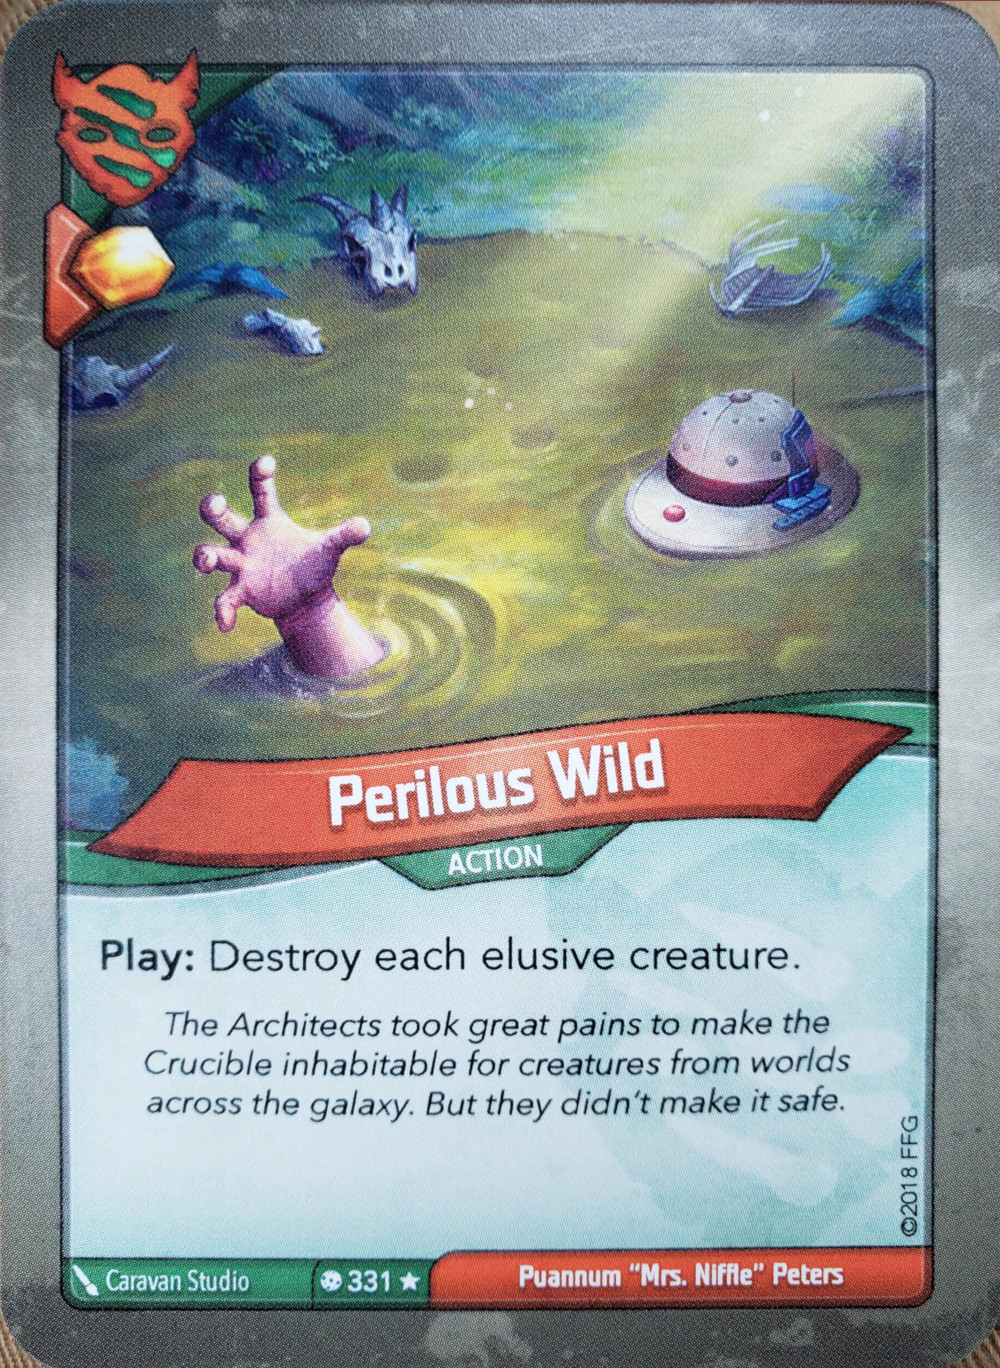 Perilous Wild
ACTION
Play: Destroy each elusive creature.
The Architects took great pains to make the
Crucible inhabitable for creatures from worlds
across the galaxy. But they didn't make it safe.
©2018 FFG
Caravan Studio
331
Puannum "Mrs. Niffle" Peters